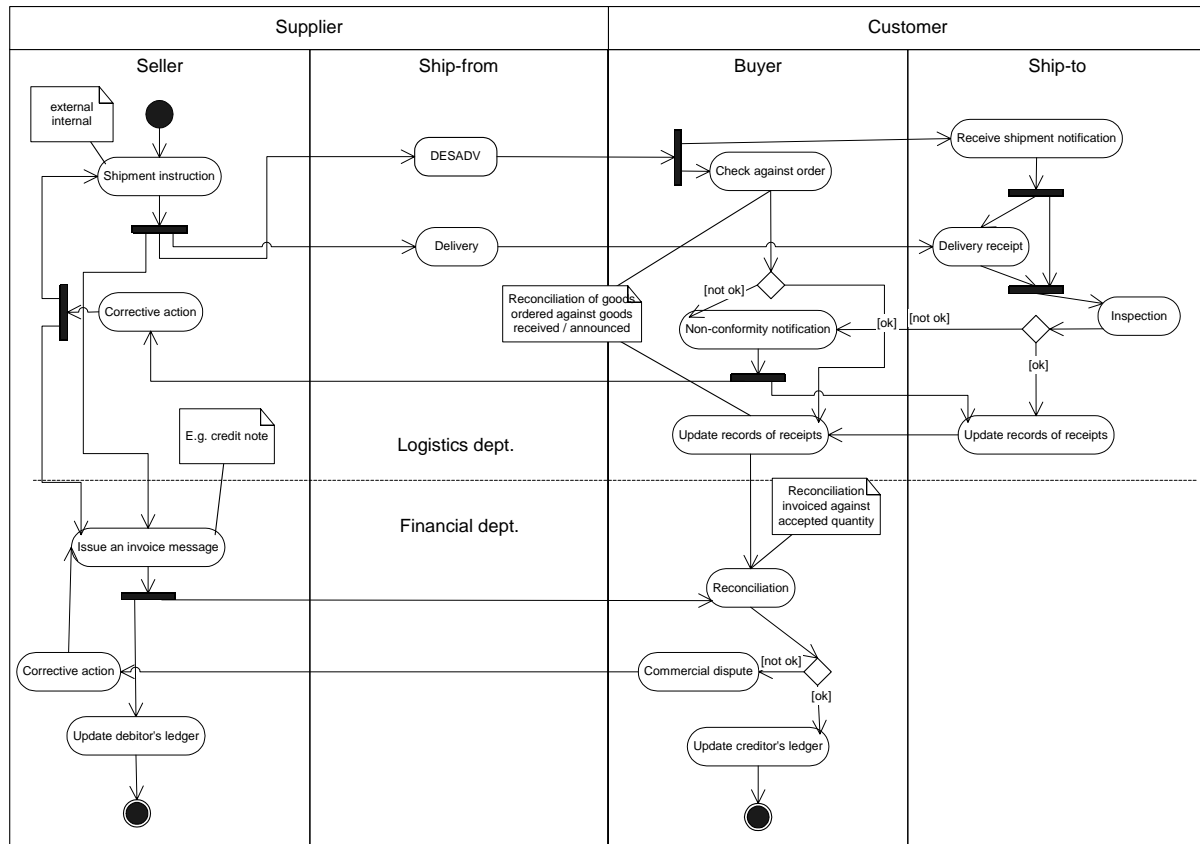 Supplier
Customer
Seller
Ship-from
Buyer
Ship-to
external
internal
Shipment instruction
DESADV
Check against order
Receive shipment notification
Delivery
Delivery receipt
Corrective action
Reconciliation of goods
ordered against goods
received / announced
[not ok]
Non-conformity notification
[ok]
[not ok]
Inspection
[ok]
E.g. credit note
Logistics dept.
Update records of receipts
Update records of receipts
Financial dept.
Reconciliation
invoiced against
accepted quantity
Issue an invoice message
Reconciliation
Corrective action
Commercial dispute
[not ok]
[ok]
Update debitor's ledger
Update creditor's ledger